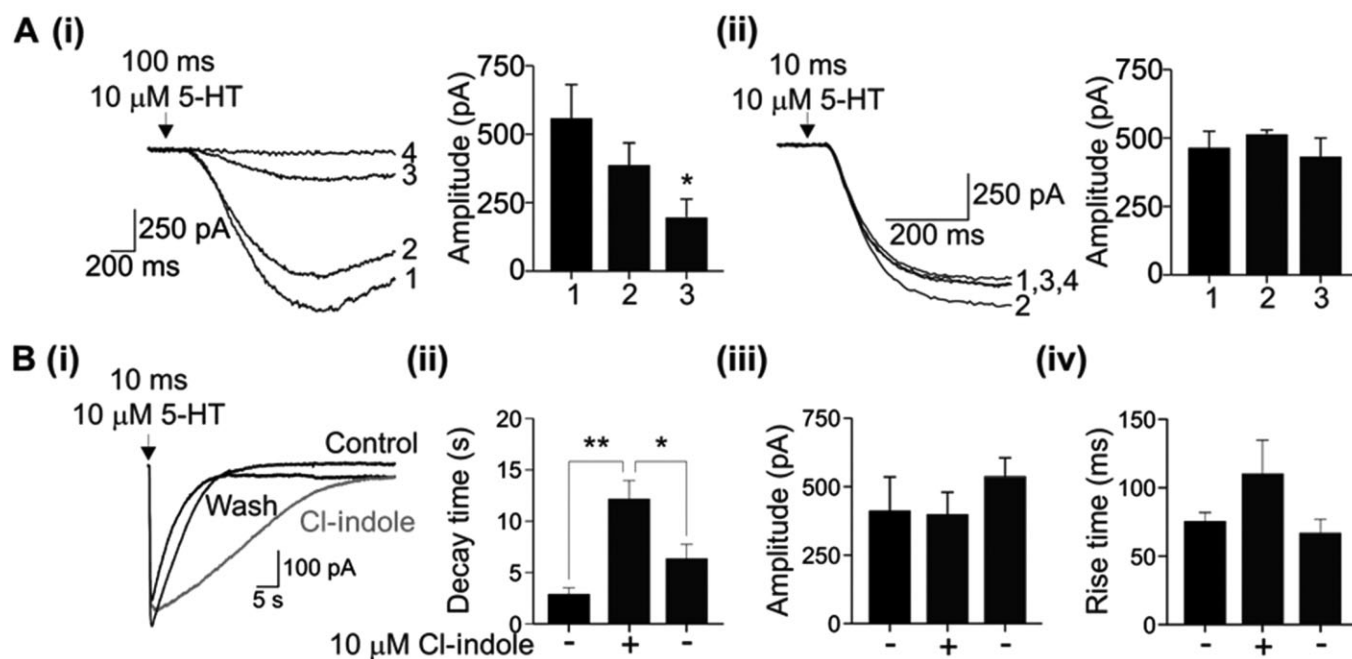 A (i)
100 ms
10 μM 5-HT
4
3
2
1
250 pA
200 ms
Amplitude (pA)
750
500
250
0
*
1 2 3
(ii)
10 ms
10 μM 5-HT
250 pA
200 ms
1,3,4
2
Amplitude (pA)
750
500
250
0
1 2 3
B (i)
10 ms
10 μM 5-HT
Control
Wash
Cl-indole
100 pA
5 s
(ii)
Decay time (s)
20
15
10
5
0
** *
10 μM Cl-indole - + -
(iii)
Amplitude (pA)
750
500
250
0
- + -
(iv)
Rise time (ms)
150
100
50
0
- + -